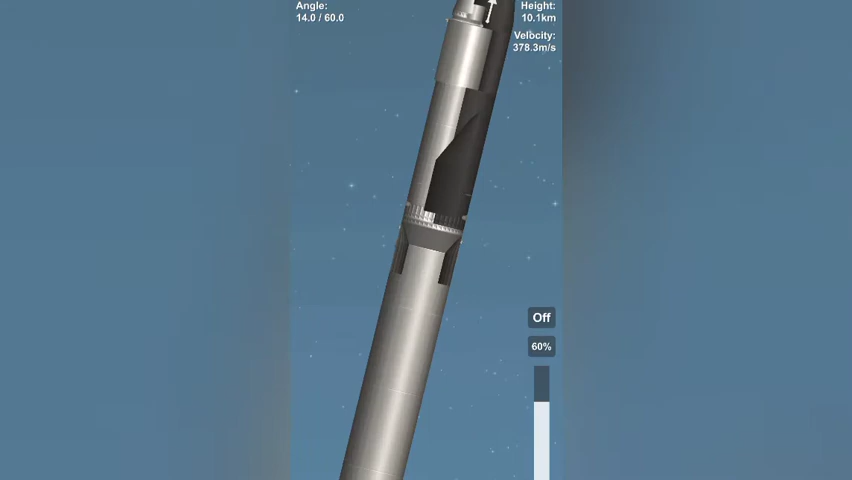 Angle:
14.0 / 60.0
Height:
10.1km
Velocity:
378.3m/s
Off
60%